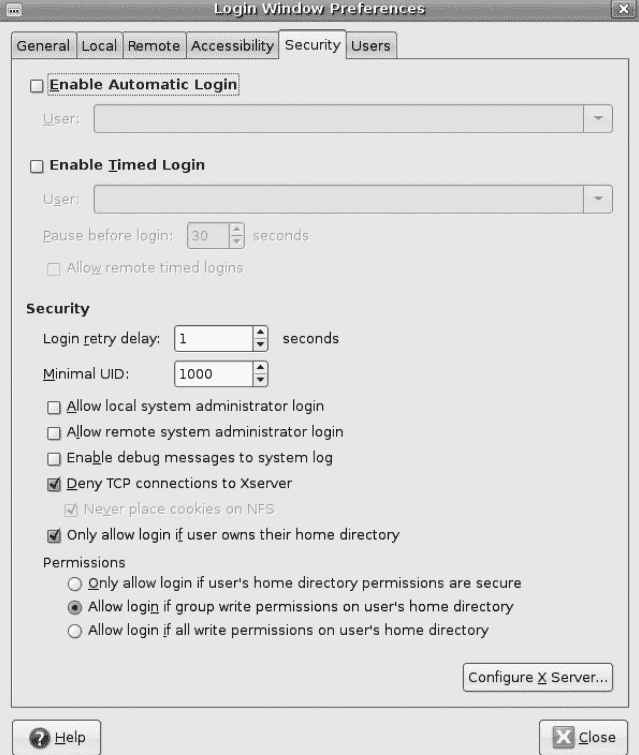 Login Window Preferences
General Local Remote Accessibility Security Users
Enable Automatic Login
User:
Enable Timed Login
User:
Pause before login: 30 seconds
Allow remote timed logins
Security
Login retry delay: 1 seconds
Minimal UID: 1000
Allow local system administrator login
Allow remote system administrator login
Enable debug messages to system log
Deny TCP connections to Xserver
Never place cookies on NFS
Only allow login if user owns their home directory
Permissions
Only allow login if user's home directory permissions are secure
Allow login if group write permissions on user's home directory
Allow login if all write permissions on user's home directory
Configure X Server...
Help Close